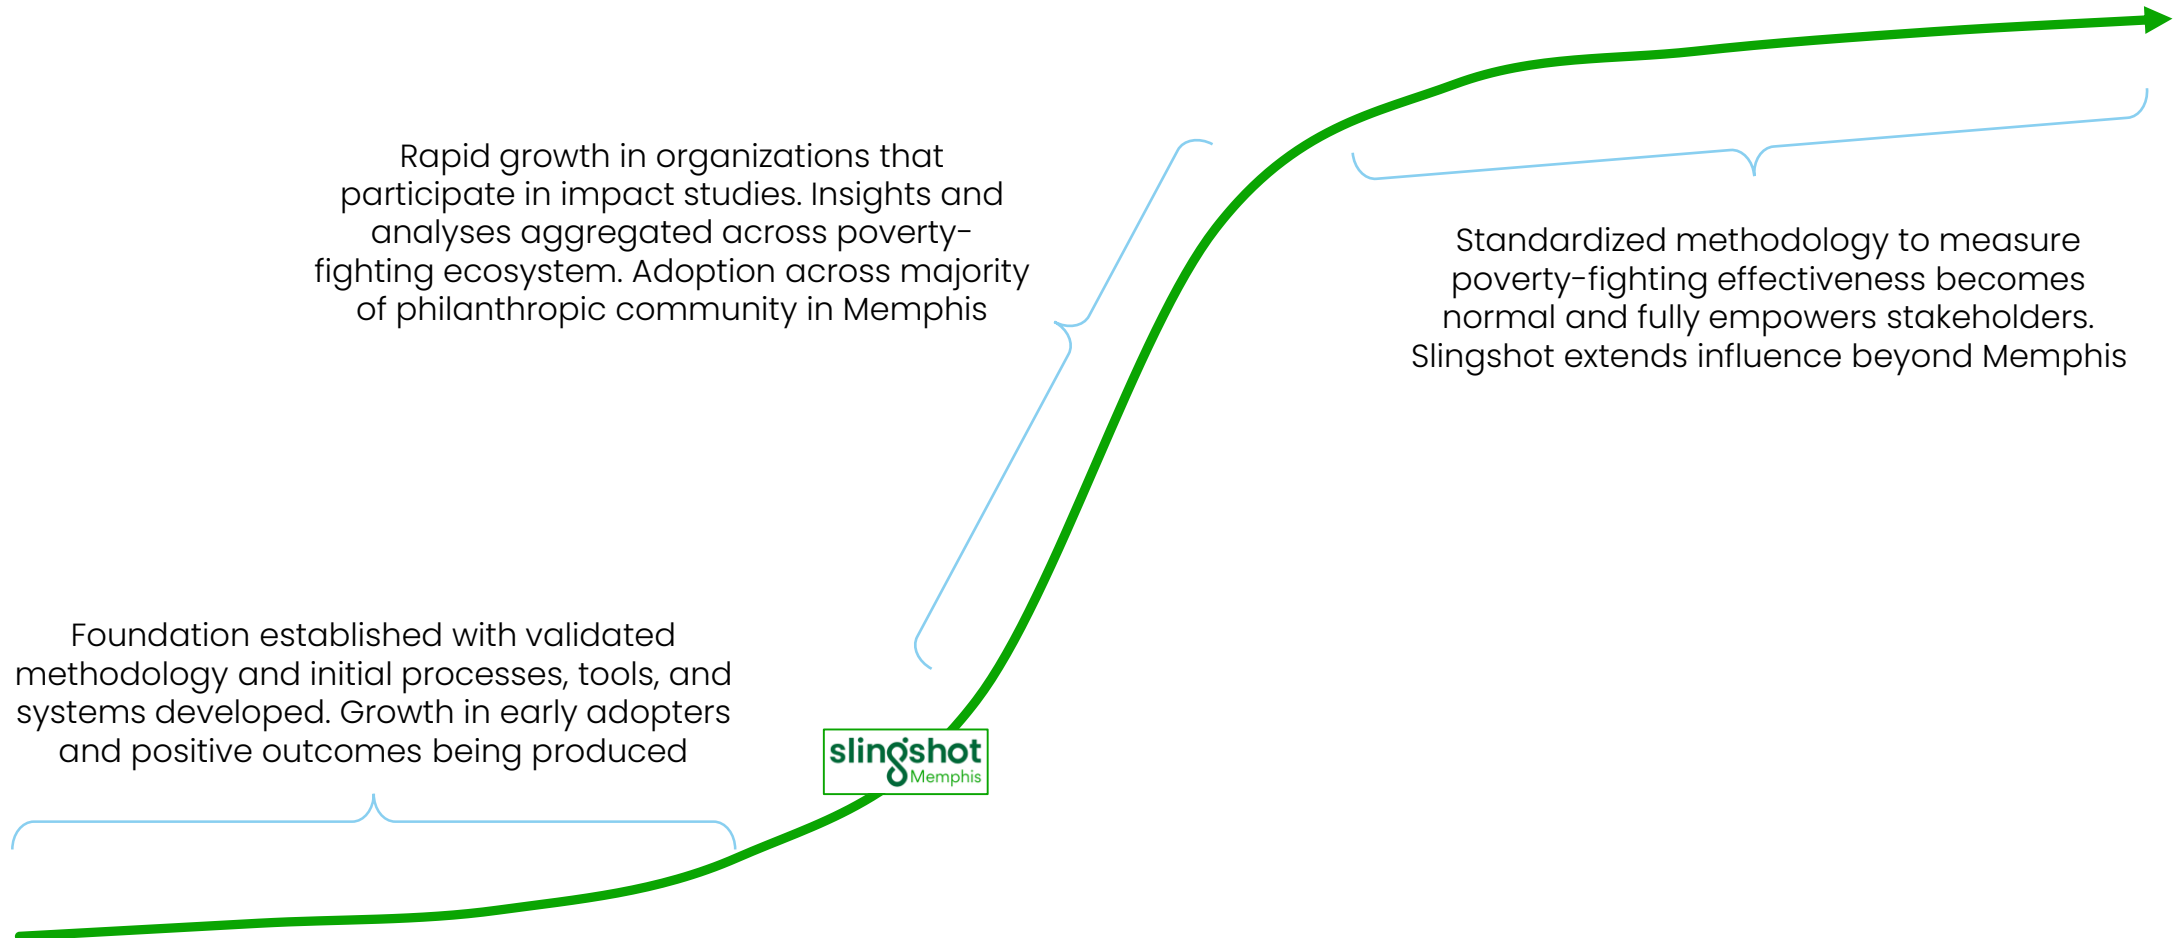 Rapid growth in organizations that
participate in impact studies. Insights and
analyses aggregated across poverty-
fighting ecosystem. Adoption across majority
of philanthropic community in Memphis
Standardized methodology to measure
poverty-fighting effectiveness becomes
normal and fully empowers stakeholders.
Slingshot extends influence beyond Memphis
Foundation established with validated
methodology and initial processes, tools, and
systems developed. Growth in early adopters
and positive outcomes being produced
slingshot
Memphis